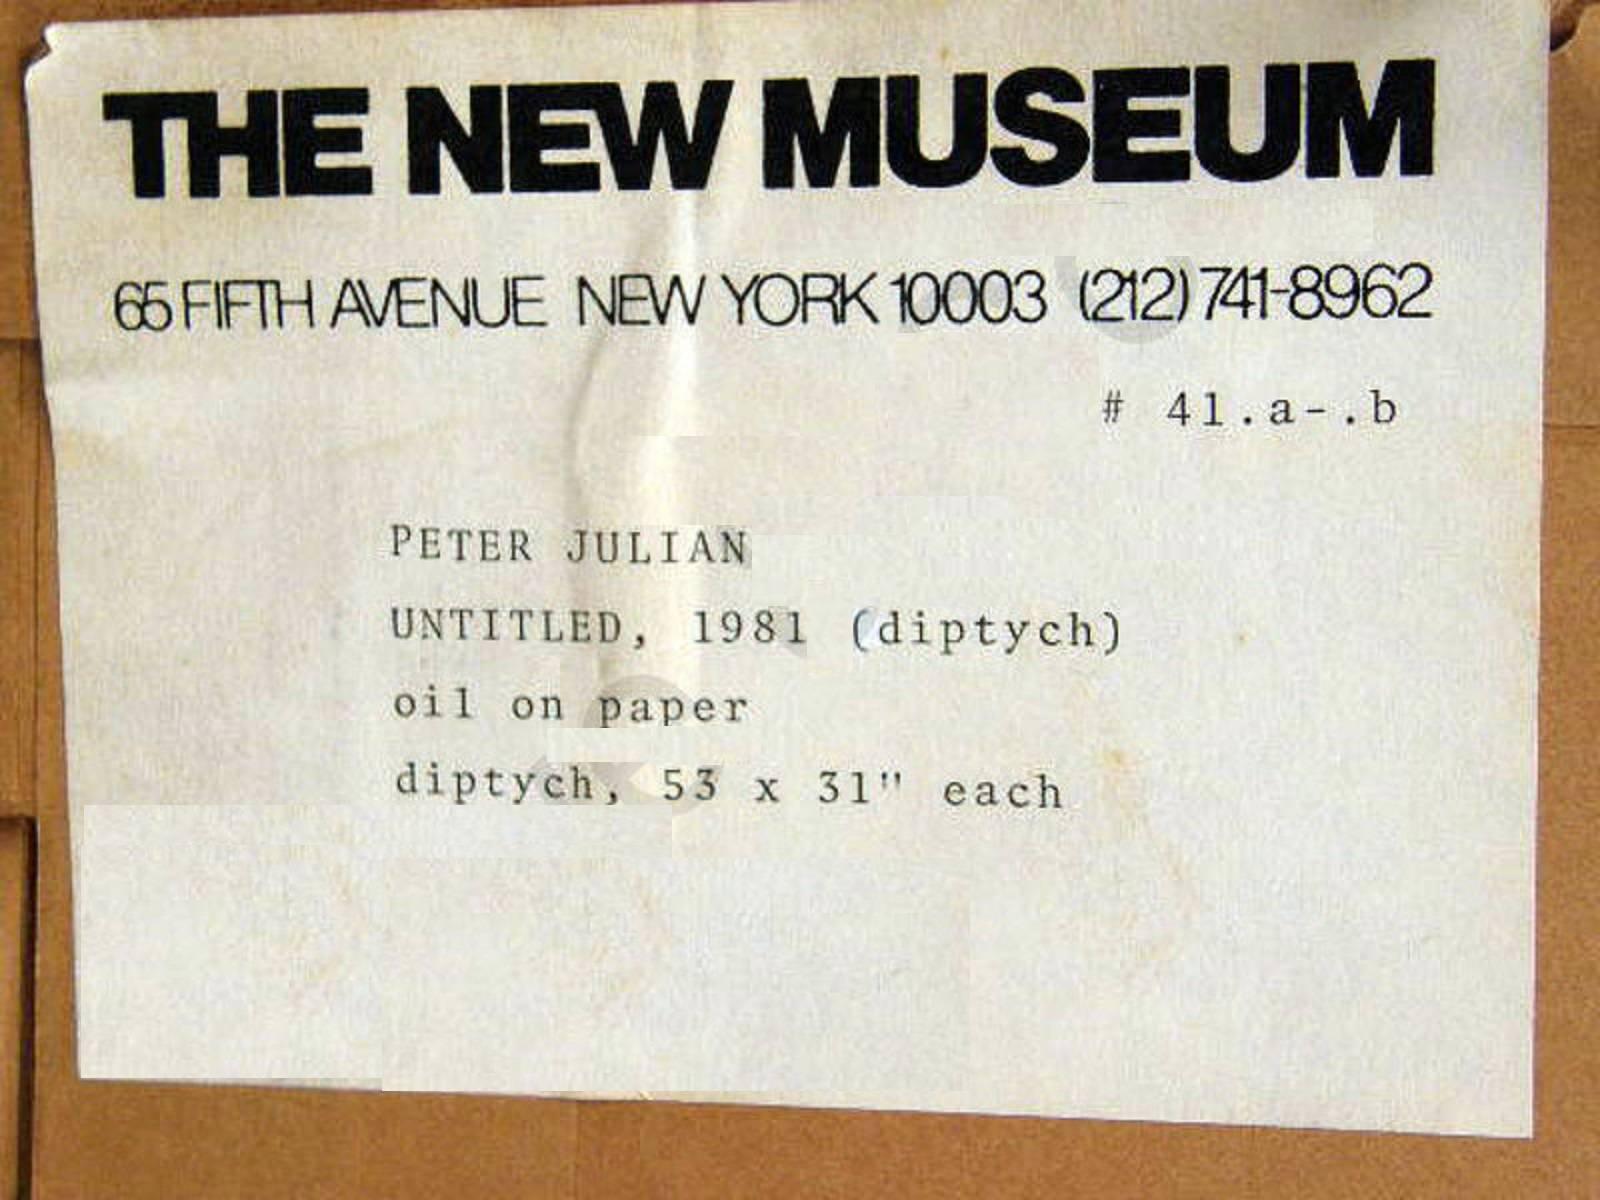 THE NEW MUSEUM
65 FIFTH AVENUE NEW YORK 10003 (212) 741-8962
# 41.a-.b
PETER JULIAN
UNTITLED, 1981 (diptych)
oil on paper
diptych, 53 x 31" each